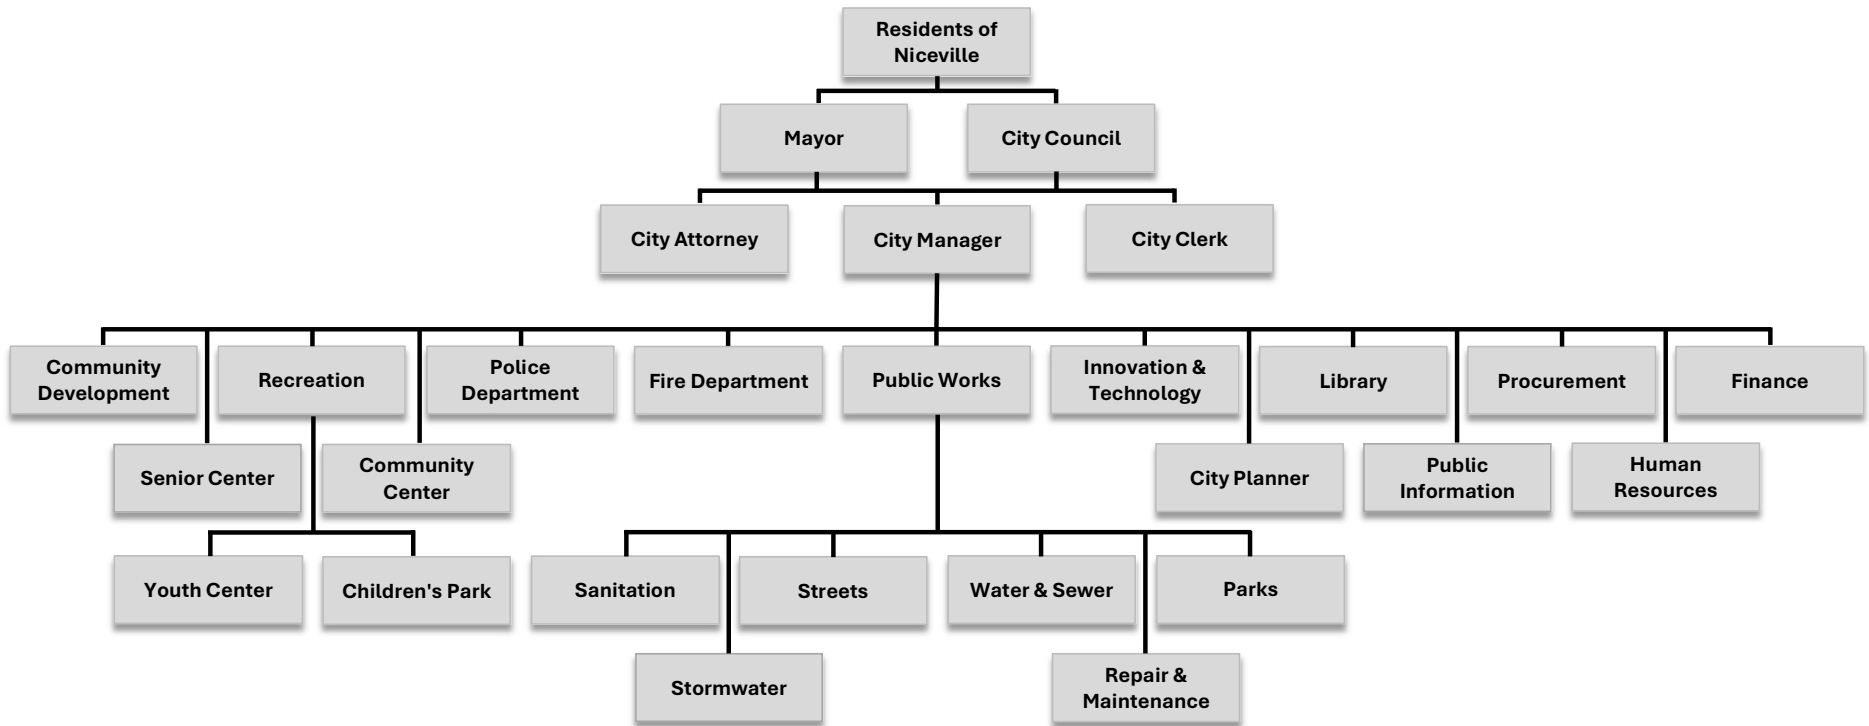 Residents of
Niceville
Mayor
City Council
City Attorney
City Manager
City Clerk
Community
Development
Recreation
Police
Department
Fire Department
Public Works
Innovation &
Technology
Library
Procurement
Finance
Senior Center
Community
Center
City Planner
Public
Information
Human
Resources
Youth Center
Children's Park
Sanitation
Streets
Water & Sewer
Parks
Stormwater
Repair &
Maintenance